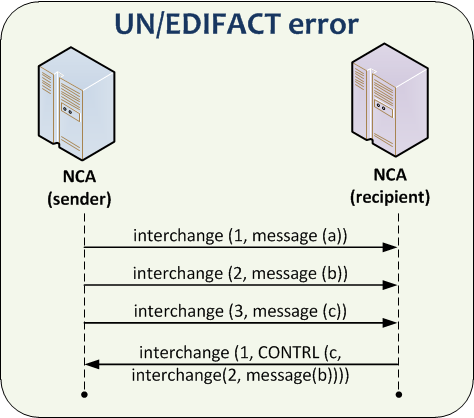 UN/EDIFACT error
NCA
(sender)
NCA
(recipient)
interchange (1, message (a))
interchange (2, message (b))
interchange (3, message (c))
interchange (1, CONTRL (c,
interchange(2, message(b))))